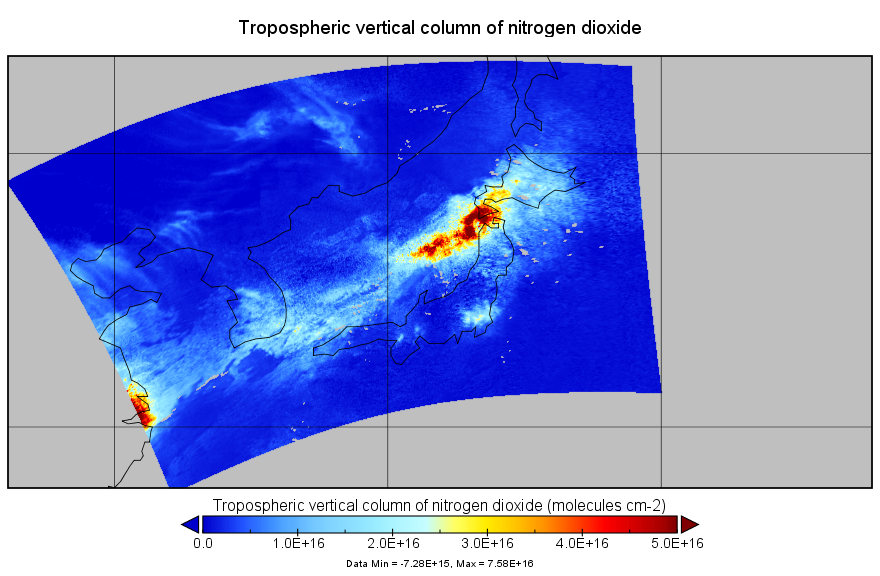 Tropospheric vertical column of nitrogen dioxide
Tropospheric vertical column of nitrogen dioxide (molecules cm-2)
0.0 1.0E+16 2.0E+16 3.0E+16 4.0E+16 5.0E+16
Data Min = -7.28E+15, Max = 7.58E+16